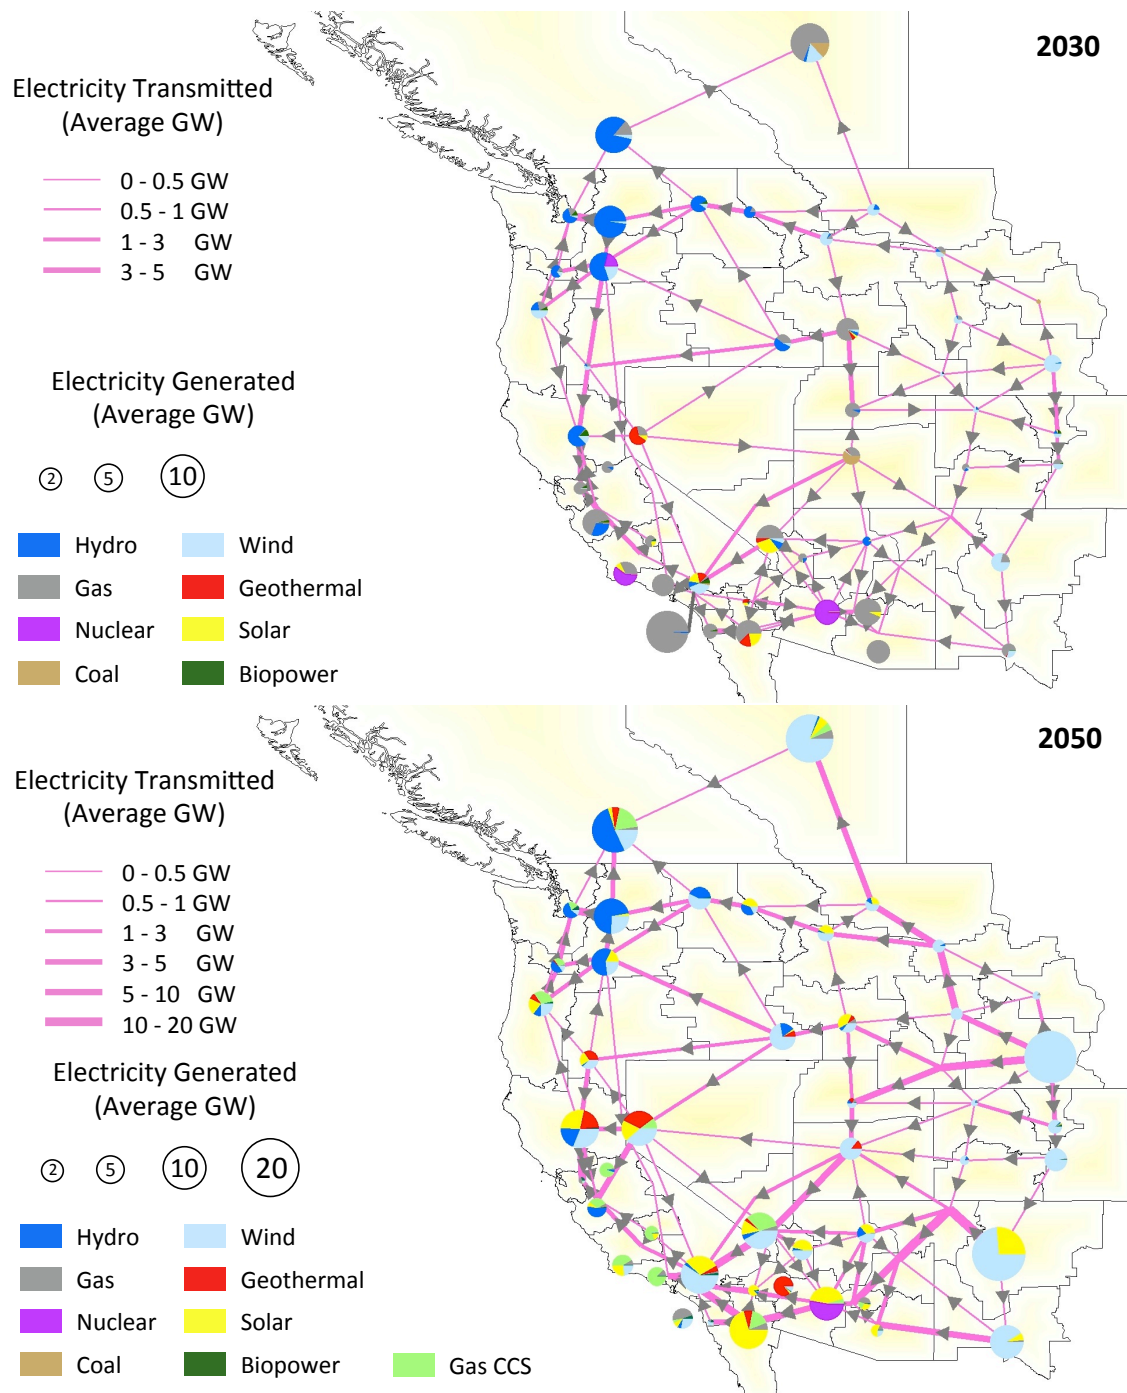 2030
Electricity Transmitted
(Average GW)
0 - 0.5 GW
0.5 - 1 GW
1 - 3 GW
3 - 5 GW
Electricity Generated
(Average GW)
2 5 10
Hydro Wind
Gas Geothermal
Nuclear Solar
Coal Biopower
2050
Electricity Transmitted
(Average GW)
0 - 0.5 GW
0.5 - 1 GW
1 - 3 GW
3 - 5 GW
5 - 10 GW
10 - 20 GW
Electricity Generated
(Average GW)
2 5 10 20
Hydro Wind
Gas Geothermal
Nuclear Solar
Coal Biopower Gas CCS